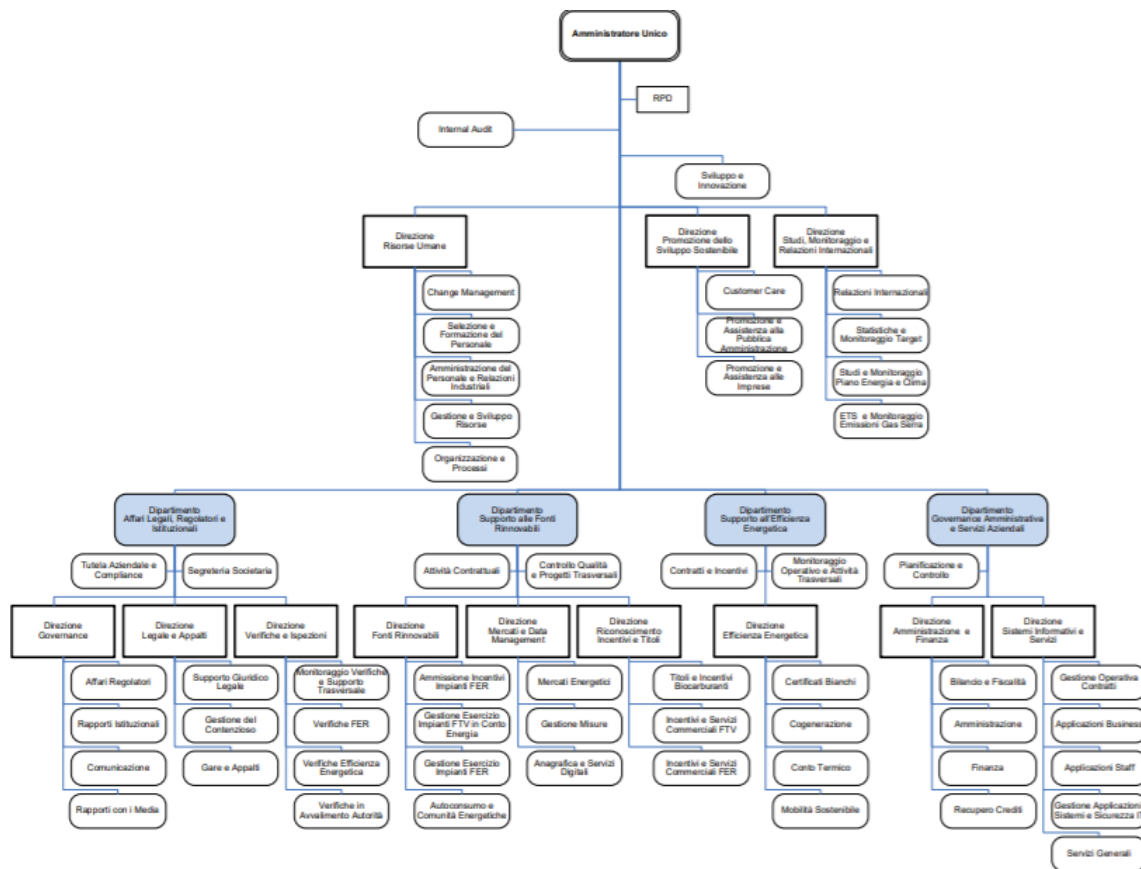 Amministratore Unico
RPD
Internal Audit
Sviluppo e
Innovazione
Direzione
Risorse Umane
Direzione
Promozione dello
Sviluppo Sostenibile
Direzione
Studi, Monitoraggio e
Relazioni Internazionali
Change Management
Selezione e
Formazione del
Personale
Amministrazione del
Personale e Relazioni
Industriali
Gestione e Sviluppo
Risorse
Organizzazione e
Processi
Customer Care
Promozione e
Assistenza alla
Pubblica
Amministrazione
Promozione e
Assistenza alle
Imprese
Relazioni Internazionali
Statistiche e
Monitoraggio Target
Studi e Monitoraggio
Piano Energia e Clima
ETS e Monitoraggio
Emissioni Gas Serra
Dipartimento
Affari Legali, Regolatori e
Istituzionali
Dipartimento
Supporto alle Fonti
Rinnovabili
Dipartimento
Supporto all'Efficienza
Energetica
Dipartimento
Governance Amministrativa
e Servizi Aziendali
Tutela Aziendale e
Compliance
Segreteria Societaria
Attività Contrattuali
Controllo Qualità
e Progetti Trasversali
Contratti e Incentivi
Monitoraggio
Operativo e Attività
Trasversali
Pianificazione e
Controllo
Direzione
Governance
Direzione
Legale e Appalti
Direzione
Verifiche e Ispezioni
Direzione
Fonti Rinnovabili
Direzione
Mercati e Data
Management
Direzione
Riconoscimento
Incentivi e Titoli
Direzione
Efficienza Energetica
Direzione
Amministrazione e
Finanza
Direzione
Sistemi Informativi e
Servizi
Affari Regolatori
Rapporti Istituzionali
Comunicazione
Rapporti con i Media
Supporto Giuridico
Legale
Gestione del
Contenzioso
Gare e Appalti
Monitoraggio Verifiche
e Supporto
Trasversale
Verifiche FER
Verifiche Efficienza
Energetica
Verifiche in
Avvalimento Autorità
Ammissione Incentivi
Impianti FER
Gestione Esercizio
Impianti FTV in Conto
Energia
Gestione Esercizio
Impianti FER
Autoconsumo e
Comunità Energetiche
Mercati Energetici
Gestione Misure
Anagrafica e Servizi
Digitali
Titoli e Incentivi
Biocarburanti
Incentivi e Servizi
Commerciali FTV
Incentivi e Servizi
Commerciali FER
Certificati Bianchi
Cogenerazione
Conto Termico
Mobilità Sostenibile
Bilancio e Fiscalità
Amministrazione
Finanza
Recupero Crediti
Gestione Operativa
Contratti
Applicazioni Business
Applicazioni Staff
Gestione Applicazioni,
Sistemi e Sicurezza IT
Servizi Generali